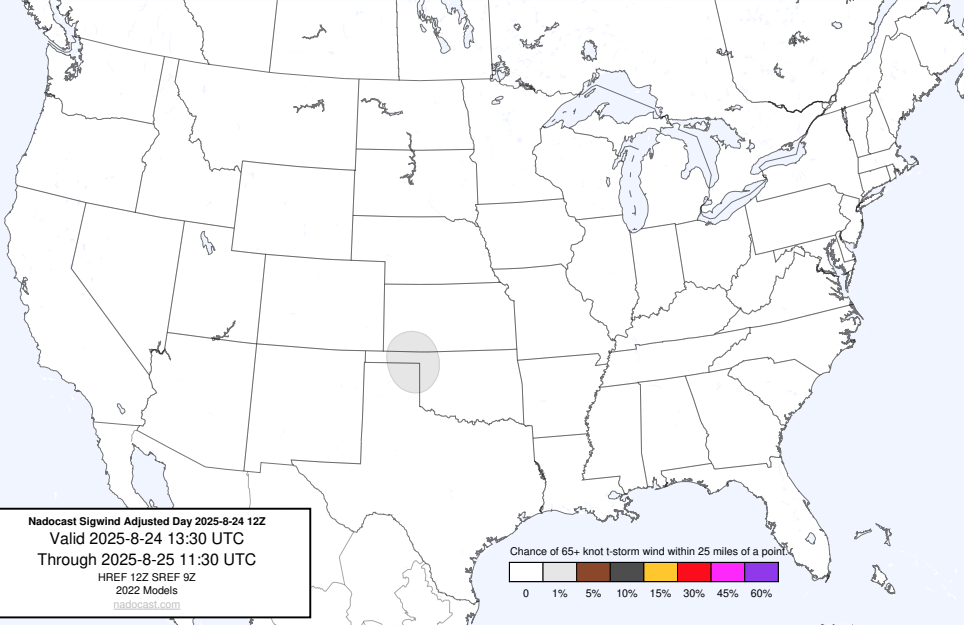 Nadocast Sigwind Adjusted Day 2025-8-24 12Z
Valid 2025-8-24 13:30 UTC
Through 2025-8-25 11:30 UTC
HREF 12Z SREF 9Z
2022 Models
nadocast.com
Chance of 65+ knot t-storm wind within 25 miles of a point.
0 1% 5% 10% 15% 30% 45% 60%